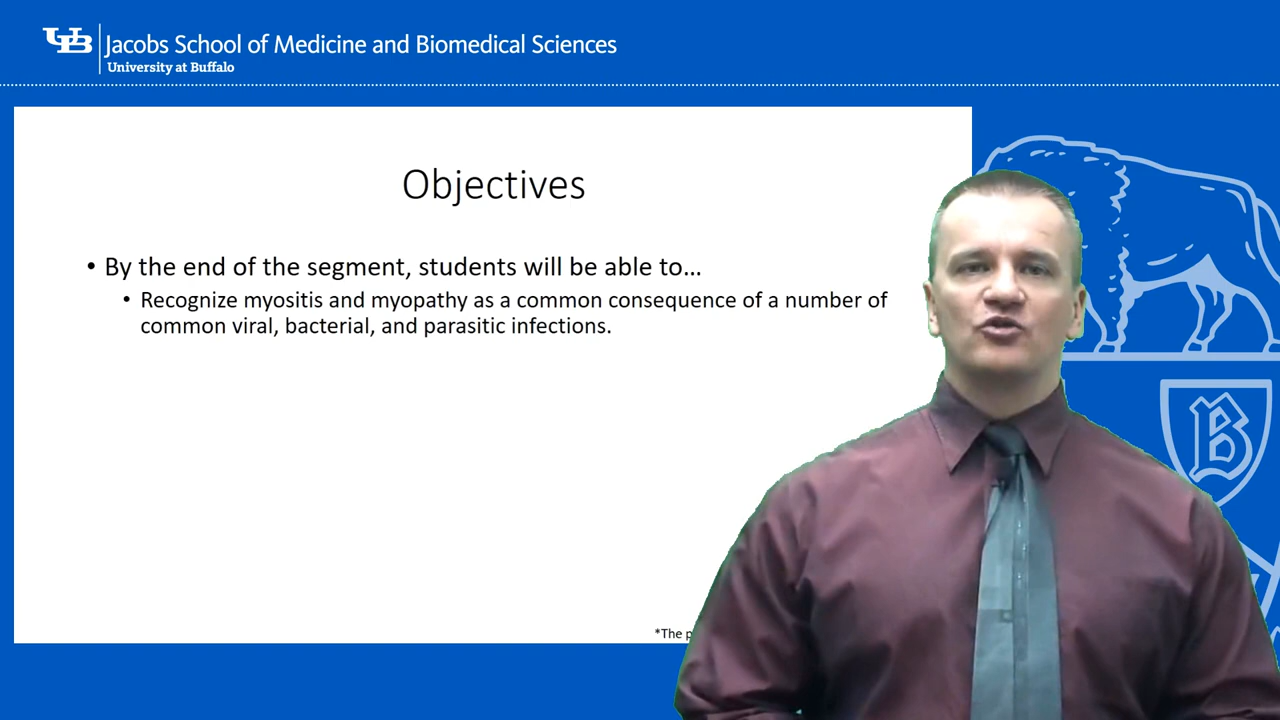 UB Jacobs School of Medicine and Biomedical Sciences
University at Buffalo
Objectives
• By the end of the segment, students will be able to...
• Recognize myositis and myopathy as a common consequence of a number of
common viral, bacterial, and parasitic infections.
B
*The